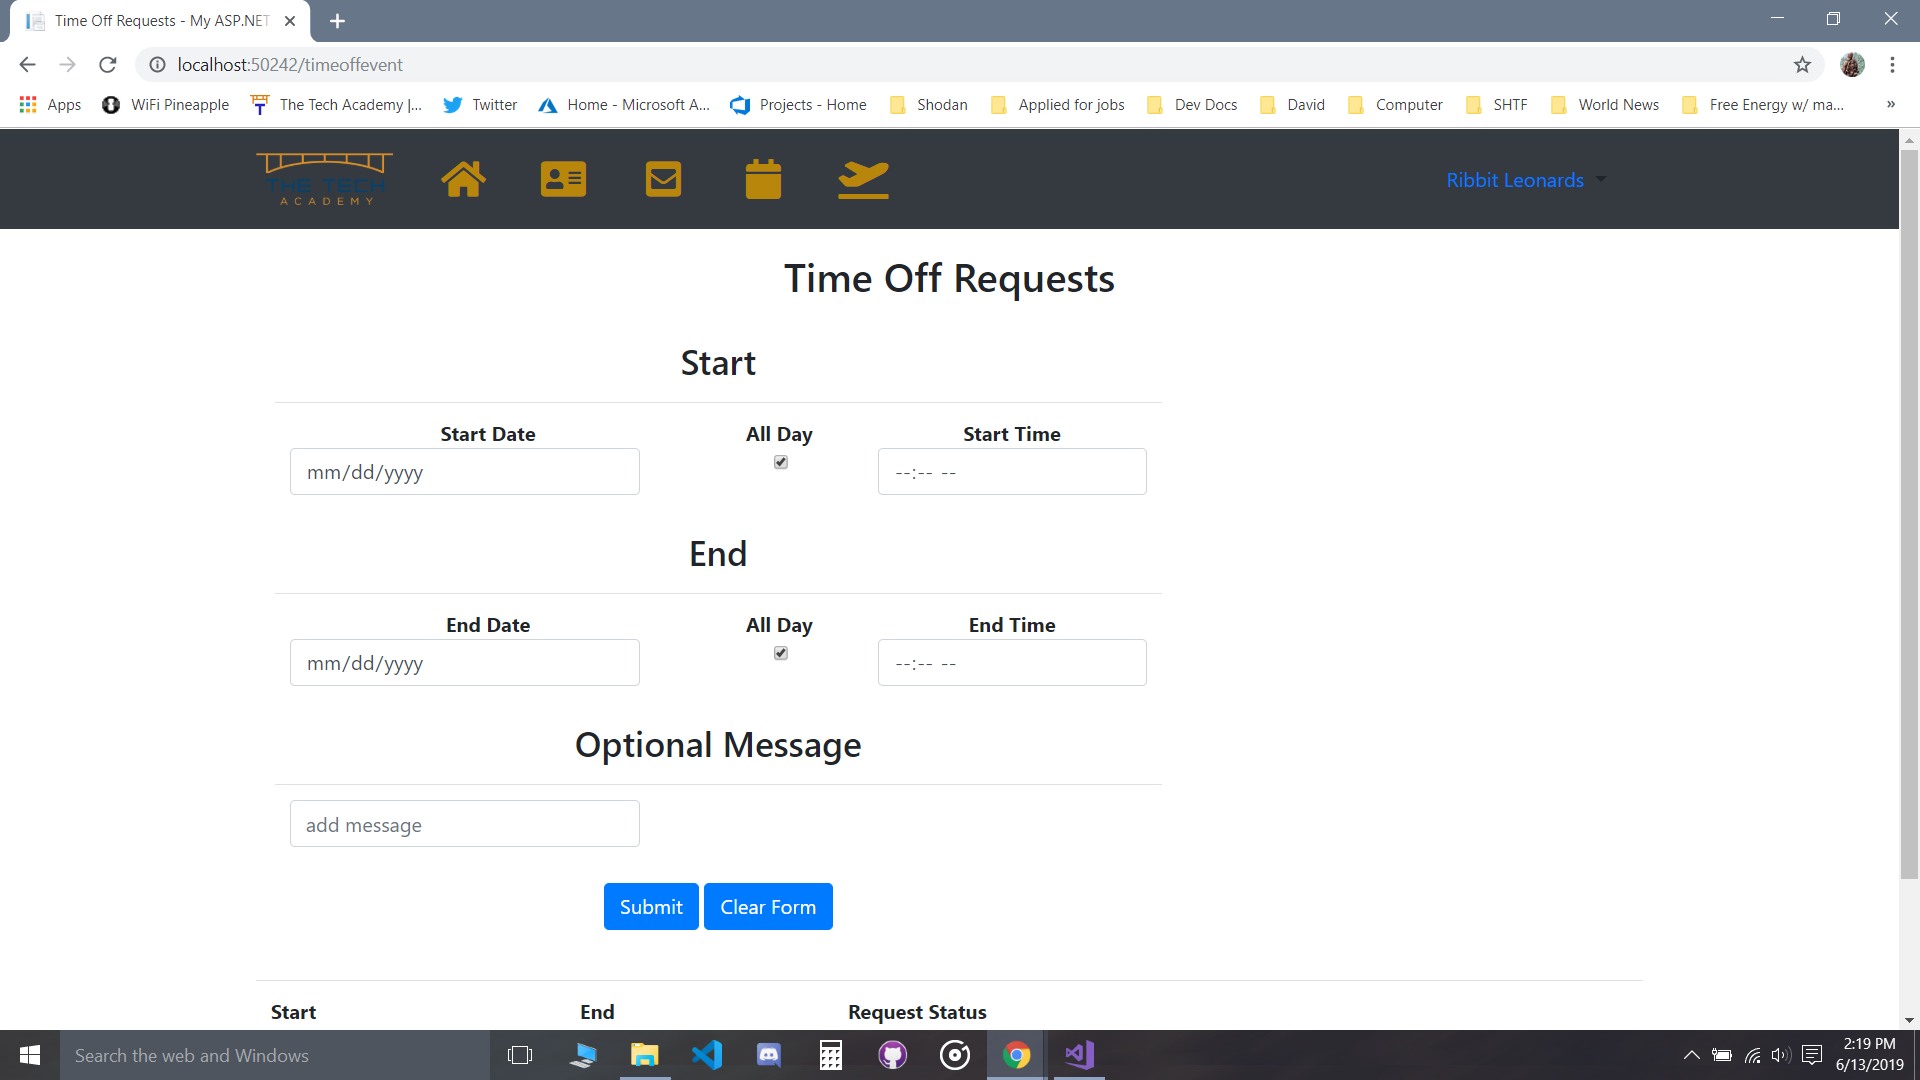 Time Off Requests - My ASP.NET
localhost:50242/timeoffevent
Apps WiFi Pineapple The Tech Academy |... Twitter Home - Microsoft A... Projects - Home Shodan Applied for jobs Dev Docs David Computer SHTF World News Free Energy w/ ma... »
THE TECH
ACADEMY
Ribbit Leonards
Time Off Requests
Start
Start Date All Day Start Time
mm/dd/yyyy --:-- --
End
End Date All Day End Time
mm/dd/yyyy --:-- --
Optional Message
add message
Submit Clear Form
Start End Request Status
Search the web and Windows
2:19 PM
6/13/2019